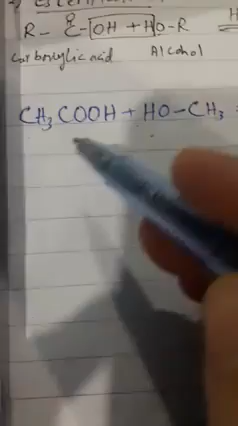 R - C - OH + HO - R
Carboxylic acid Alcohol
CH₃COOH + HO - CH₃